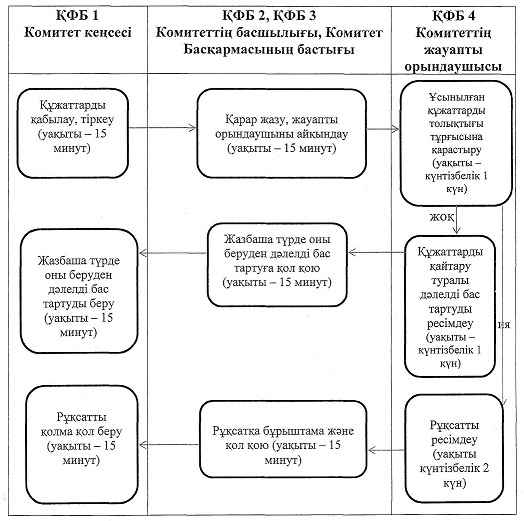 ҚФБ 1
Комитет кеңсесі
ҚФБ 2, ҚФБ 3
Комитеттің басшылығы, Комитет
Басқармасының бастығы
ҚФБ 4
Комитеттің
жауапты
орындаушысы
Құжаттарды
қабылау, тіркеу
(уақыты – 15
минут)
Қарар жазу, жауапты
орындаушыны айқындау
(уақыты – 15 минут)
Ұсынылған
құжаттарды
толықтығы
тұрғысына
қарастыру
(уақыты –
күнтізбелік 1
күн)
жоқ
Жазбаша түрде
оны беруден
дәлелді бас
тартуды беру
(уақыты – 15
минут)
Жазбаша түрде оны
беруден дәлелді бас
тартуға қол қою
(уақыты – 15 минут)
Құжаттарды
қайтару
туралы
дәлелді бас
тартуды
ресімдеу
(уақыты –
күнтізбелік 1
күн)
ия
Рұқсатты
қолма қол беру
(уақыты – 15
минут)
Рұқсатқа бұрыштама және
қол қою (уақыты – 15
минут)
Рұқсатты
ресімдеу
(уақыты
күнтізбелік 2
күн)